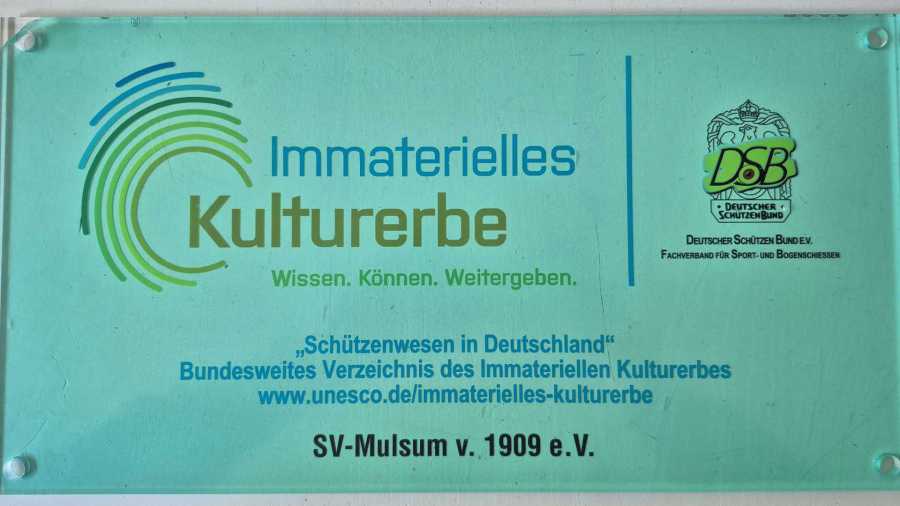 Immaterielles
Kulturerbe
Wissen. Können. Weitergeben.
DSB
• DEUTSCHER •
SCHÜTZENBUND
DEUTSCHER SCHÜTZEN BUND E.V.
FACHVERBAND FÜR SPORT- UND BOGENSCHIESSEN
„Schützenwesen in Deutschland“
Bundesweites Verzeichnis des Immateriellen Kulturerbes
www.unesco.de/immaterielles-kulturerbe
SV-Mulsum v. 1909 e.V.